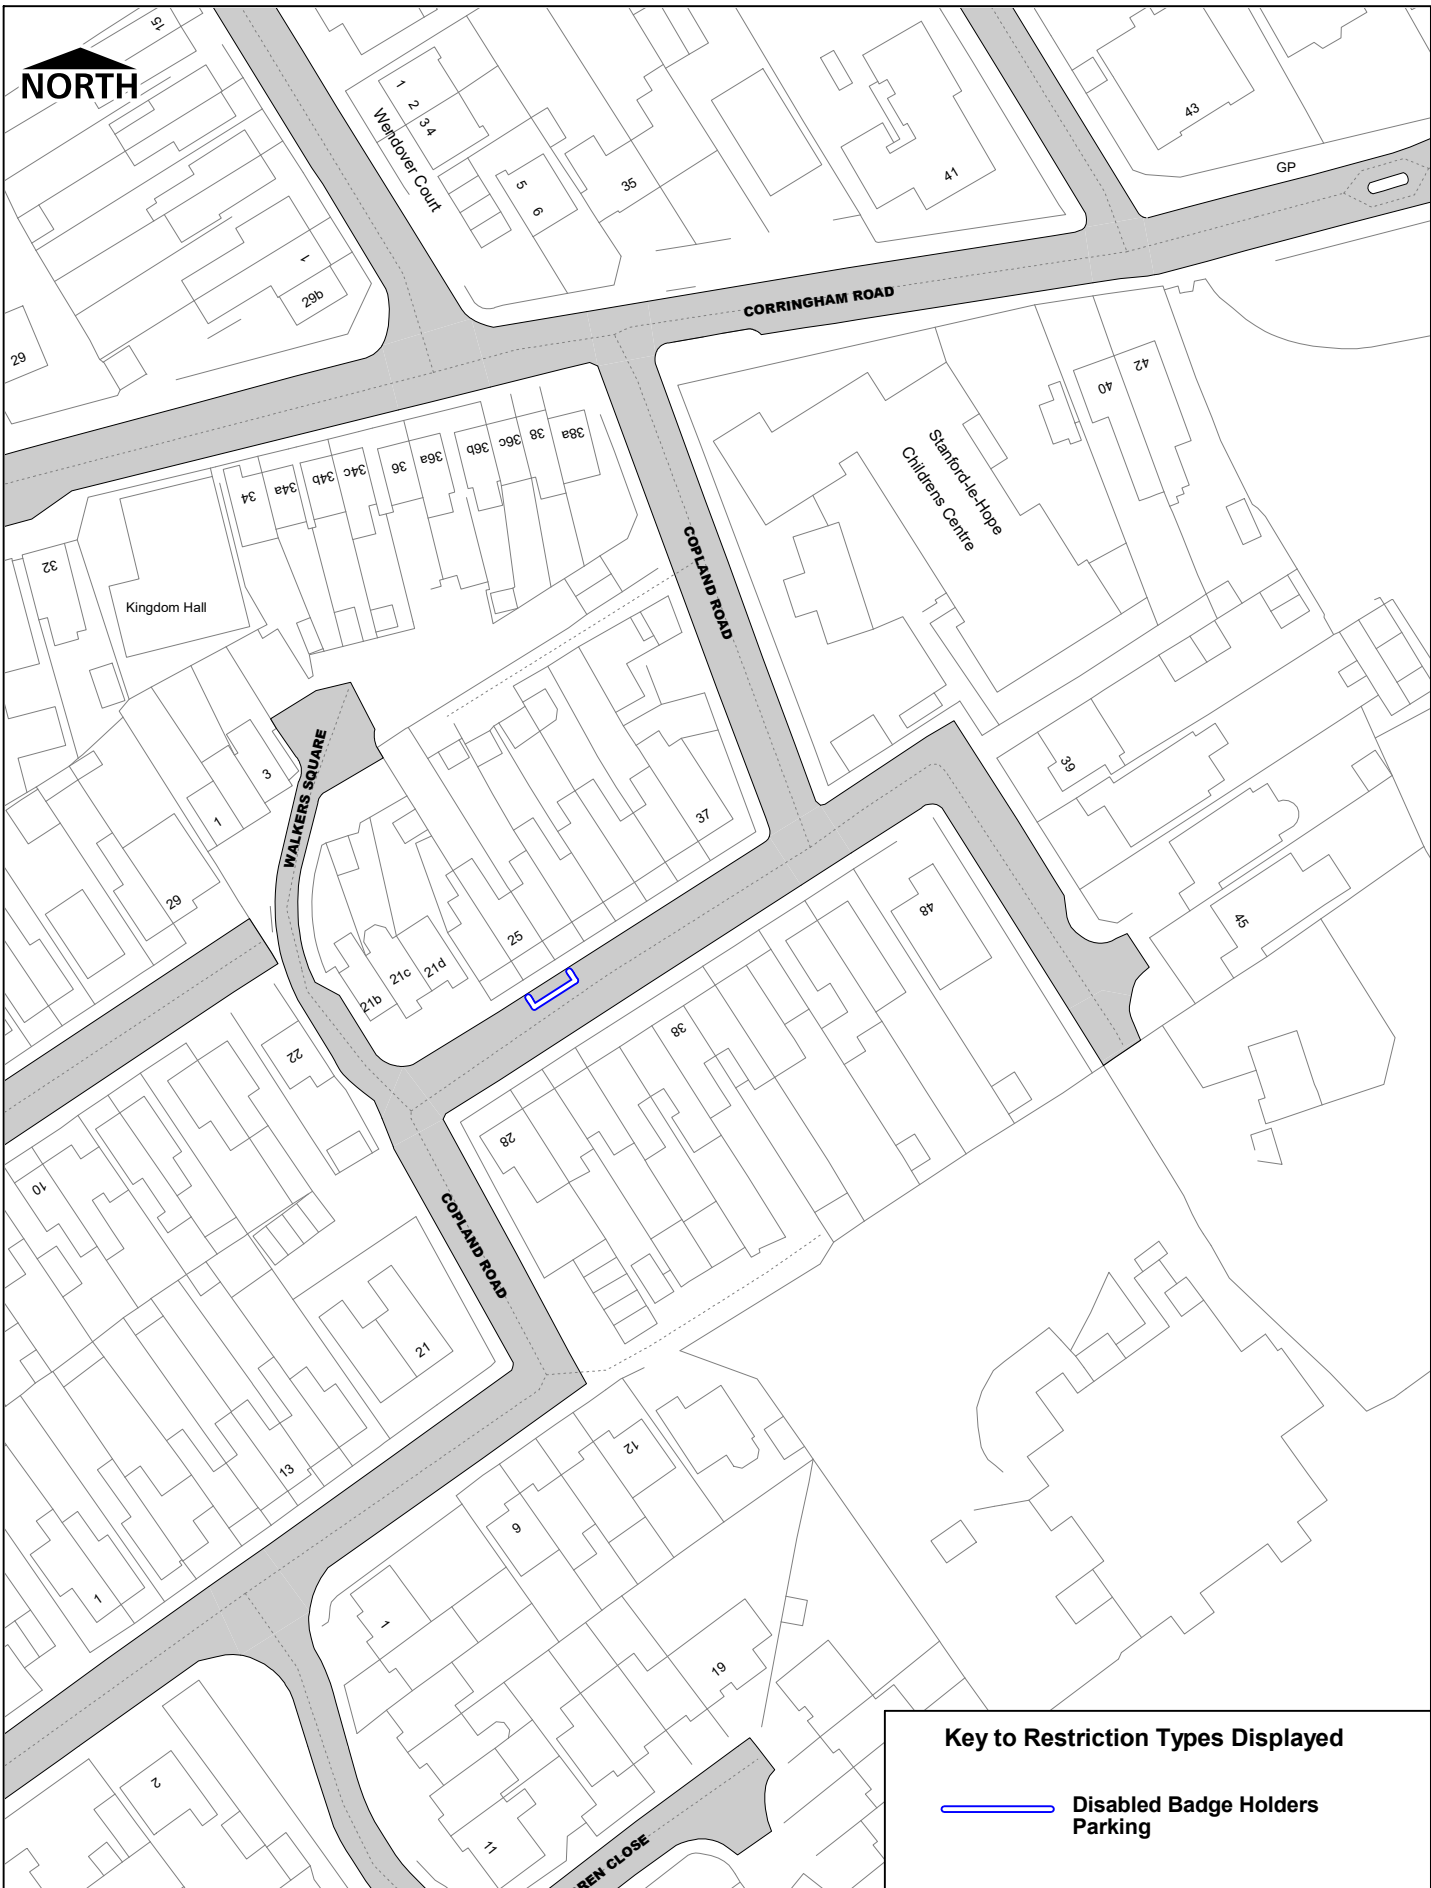 15
NORTH
1
2
3 4
Wendover Court
5
6
35
41
43
GP
1
29b
29
CORRINGHAM ROAD
42
40
Stanford-le-Hope
Childrens Centre
34
34a
34b
34c
36
36a
36b
36c
38
38a
COPLAND ROAD
32
Kingdom Hall
WALKERS SQUARE
3
1
29
37
39
25
21b
21c
21d
48
45
38
22
28
10
COPLAND ROAD
21
13
12
9
1
1
19
2
11
REN CLOSE
Key to Restriction Types Displayed
Disabled Badge Holders
Parking